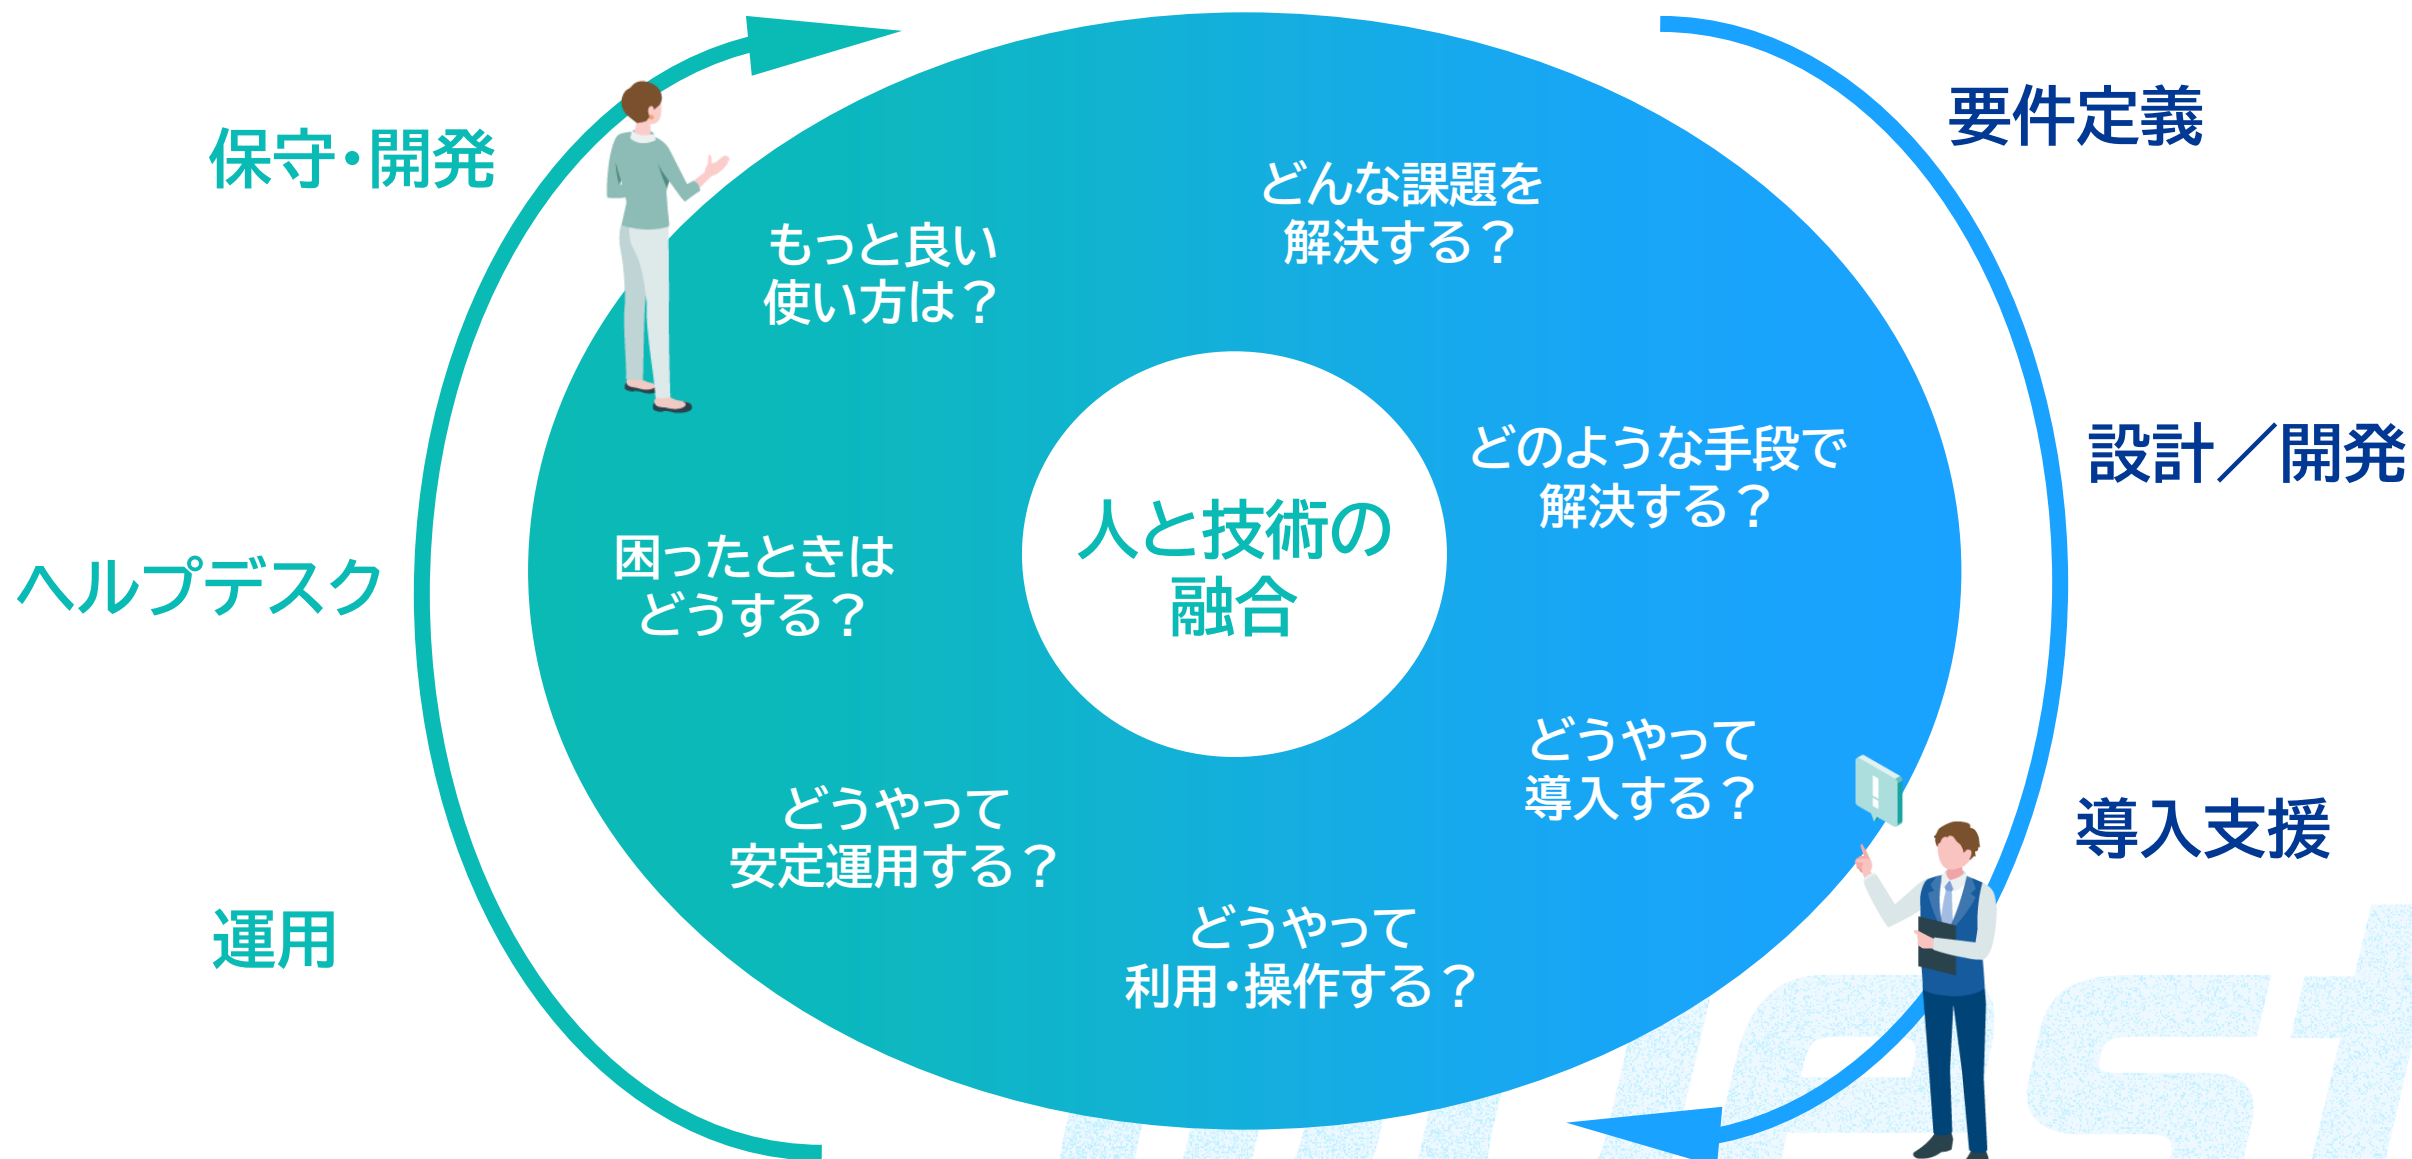 保守・開発
ヘルプデスク
運用
要件定義
設計／開発
導入支援
どんな課題を
解決する？
どのような手段で
解決する？
どうやって
導入する？
どうやって
利用・操作する？
どうやって
安定運用する？
困ったときは
どうする？
もっと良い
使い方は？
人と技術の
融合
!